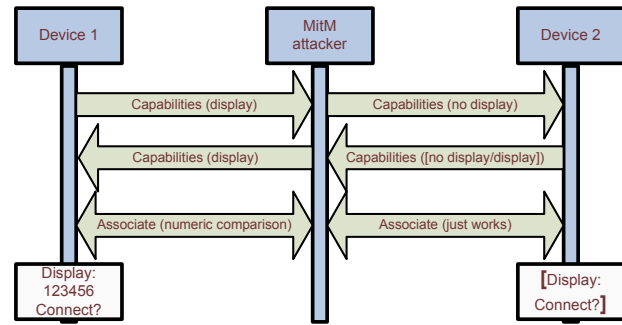 Device 1
MitM
attacker
Device 2
Capabilities (display)
Capabilities (no display)
Capabilities (display)
Capabilities ([no display/display])
Associate (numeric comparison)
Associate (just works)
Display:
123456
Connect?
[Display:
Connect?]